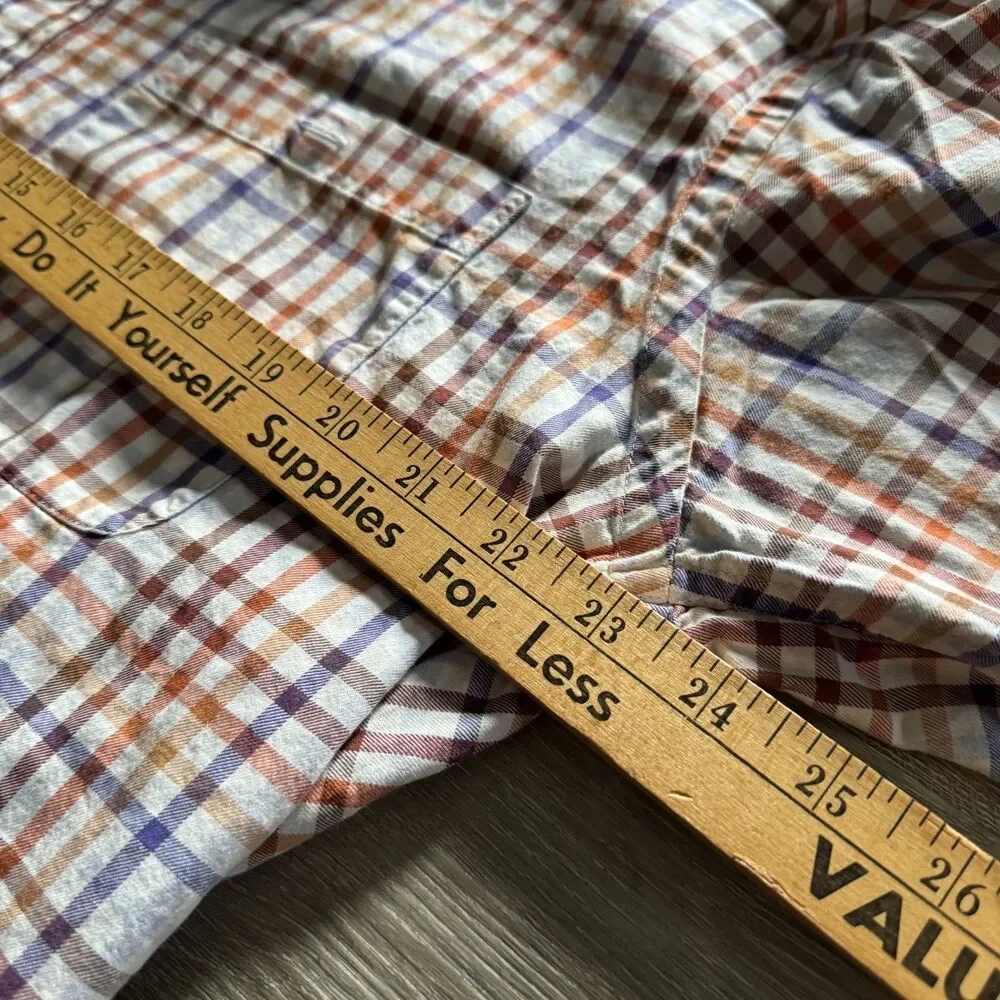 15 16 17 18 19 20 21 22 23 24 25 26
Do It Yourself Supplies For Less
VALU